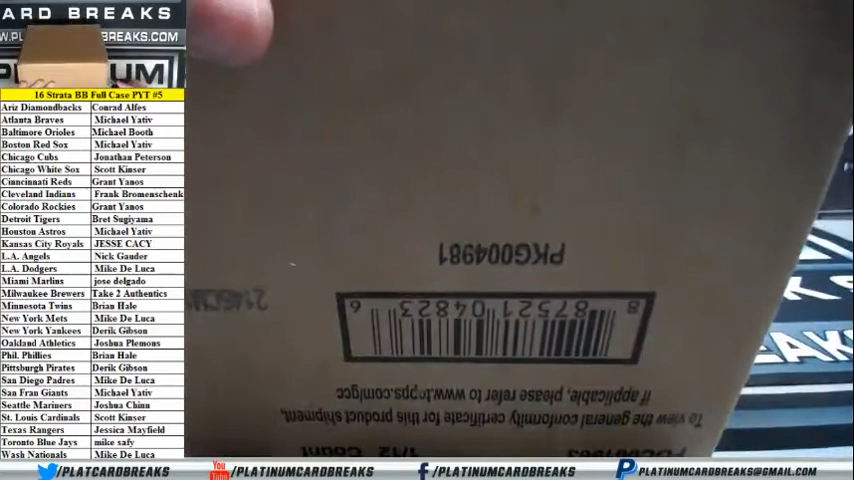 ARD BREAKS
BREAKS.COM
UM
16 Strata BB Full Case PYT #5
Ariz Diamondbacks Conrad Alfes
Atlanta Braves Michael Yativ
Baltimore Orioles Michael Booth
Boston Red Sox Michael Yativ
Chicago Cubs Jonathan Peterson
Chicago White Sox Scott Kinser
Cinncinati Reds Grant Yanos
Cleveland Indians Frank Bromenschenk
Colorado Rockies Grant Yanos
Detroit Tigers Bret Sugiyama
Houston Astros Michael Yativ
Kansas City Royals JESSE CACY
L.A. Angels Nick Gauder
L.A. Dodgers Mike De Luca
Miami Marlins jose delgado
Milwaukee Brewers Take 2 Authentics
Minnesota Twins Brian Hale
New York Mets Mike De Luca
New York Yankees Derik Gibson
Oakland Athletics Joshua Plemons
Phil. Phillies Brian Hale
Pittsburgh Pirates Derik Gibson
San Diego Padres Mike De Luca
San Fran Giants Michael Yativ
Seattle Mariners Joshua Chinn
St. Louis Cardinals Scott Kinser
Texas Rangers Jessica Mayfield
Toronto Blue Jays mike safy
Wash Nationals Mike De Luca
1/12 Count
To view the general conformity certificate for this product shipment,
if applicable, please refer to www.topps.com/gcc
8 87521 04823 6
PKG004981
/PLATCARDBREAKS
You Tube /PLATINUMCARDBREAKS
/PLATINUMCARDBREAKS
PLATINUMCARDBREAKS@GMAIL.COM